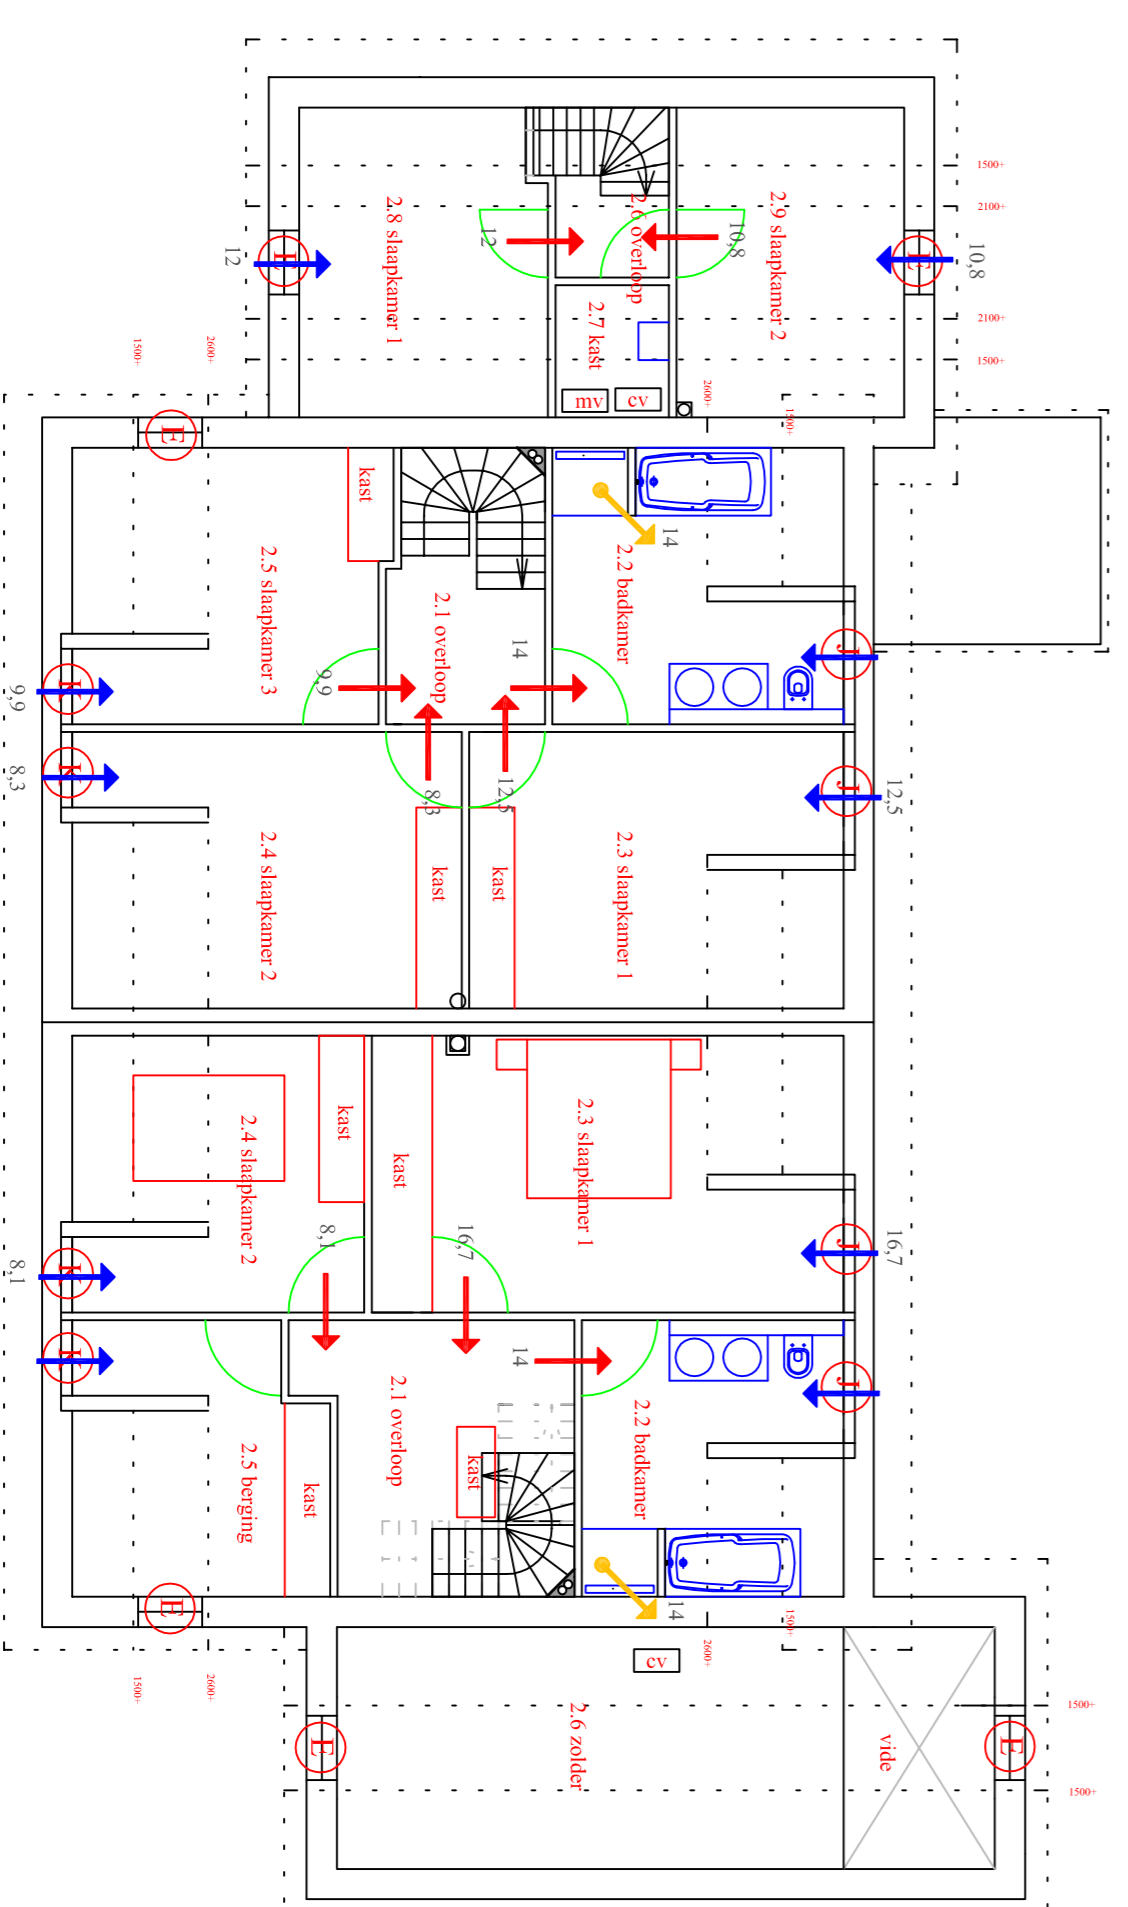 1500+
2100+
2.9 slaapkamer 2
2.6 overloop
2.8 slaapkamer 1
10,8
10,8
12
12
E
E
2100+
1500+
2.7 kast
mv
cv
1500+
2600+
2600+
1500+
E
kast
14
2.2 badkamer
2.5 slaapkamer 3
2.1 overloop
14
J
9,9
9,9
K
8,3
K
8,3
12,5
J
12,5
2.4 slaapkamer 2
kast
kast
2.3 slaapkamer 1
2.4 slaapkamer 2
kast
kast
2.3 slaapkamer 1
8,1
16,7
J
16,7
8,1
K
K
14
J
2.1 overloop
2.2 badkamer
2.5 berging
kast
kast
E
14
1500+
2600+
cv
1500+
2600+
1500+
E
2.6 zolder
vide
E
1500+